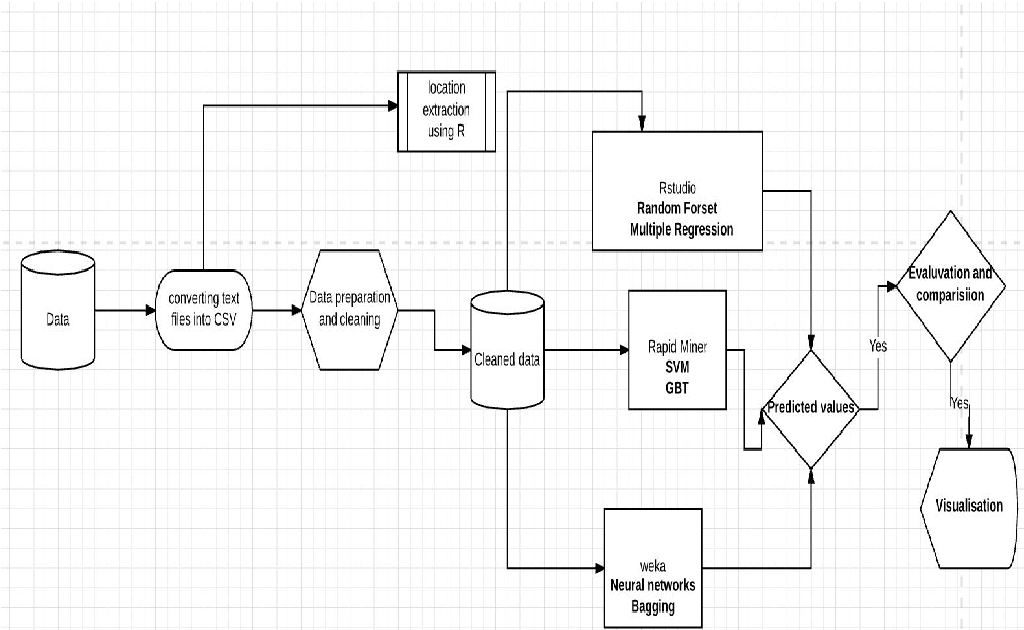 location
extraction
using R
Rstudio
Random Forset
Multiple Regression
Data
converting text
files into CSV
Data preparation
and cleaning
Cleaned data
Rapid Miner
SVM
GBT
Predicted values
Yes
Evaluvation and
comparisiion
Yes
Visualisation
weka
Neural networks
Bagging